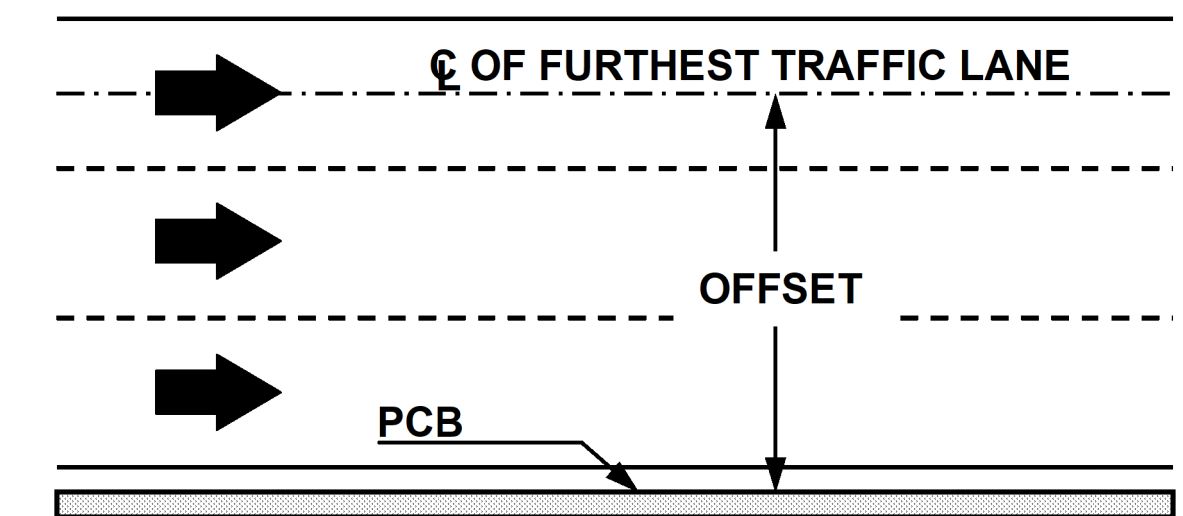 ℄ OF FURTHEST TRAFFIC LANE
OFFSET
PCB